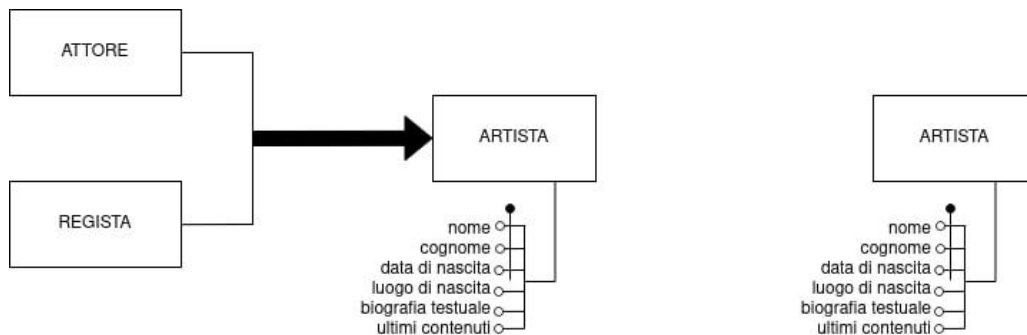 ATTORE
REGISTA
ARTISTA
nome
cognome
data di nascita
luogo di nascita
biografia testuale
ultimi contenuti
ARTISTA
nome
cognome
data di nascita
luogo di nascita
biografia testuale
ultimi contenuti